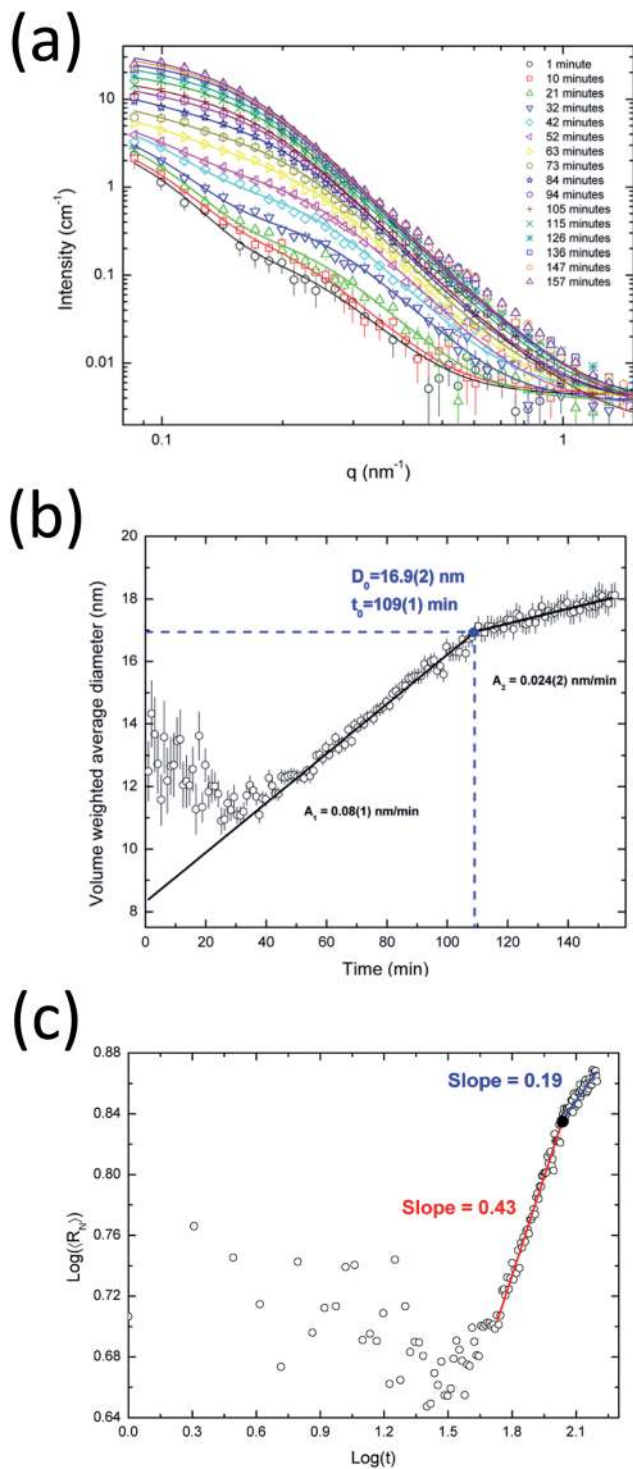 (a)
10
1
0.1
0.01
Intensity (cm⁻¹)
0.1
1
q (nm⁻¹)
1 minute
10 minutes
21 minutes
32 minutes
42 minutes
52 minutes
63 minutes
73 minutes
84 minutes
94 minutes
105 minutes
115 minutes
126 minutes
136 minutes
147 minutes
157 minutes
(b)
20
18
16
14
12
10
8
Volume weighted average diameter (nm)
D₀=16.9(2) nm
t₀=109(1) min
A₂ = 0.024(2) nm/min
A₁ = 0.08(1) nm/min
0
20
40
60
80
100
120
140
Time (min)
(c)
0.88
0.84
0.80
0.76
0.72
0.68
0.64
Log(⟨R_N⟩)
Slope = 0.19
Slope = 0.43
0.0
0.3
0.6
0.9
1.2
1.5
1.8
2.1
Log(t)